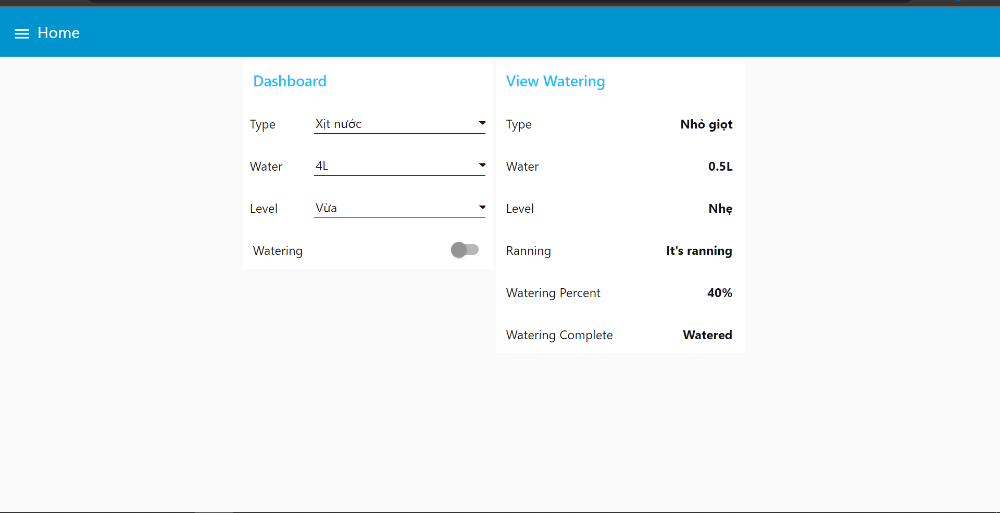 Home
Dashboard
Type Xịt nước
Water 4L
Level Vừa
Watering
View Watering
Type Nhỏ giọt
Water 0.5L
Level Nhẹ
Ranning It's ranning
Watering Percent 40%
Watering Complete Watered